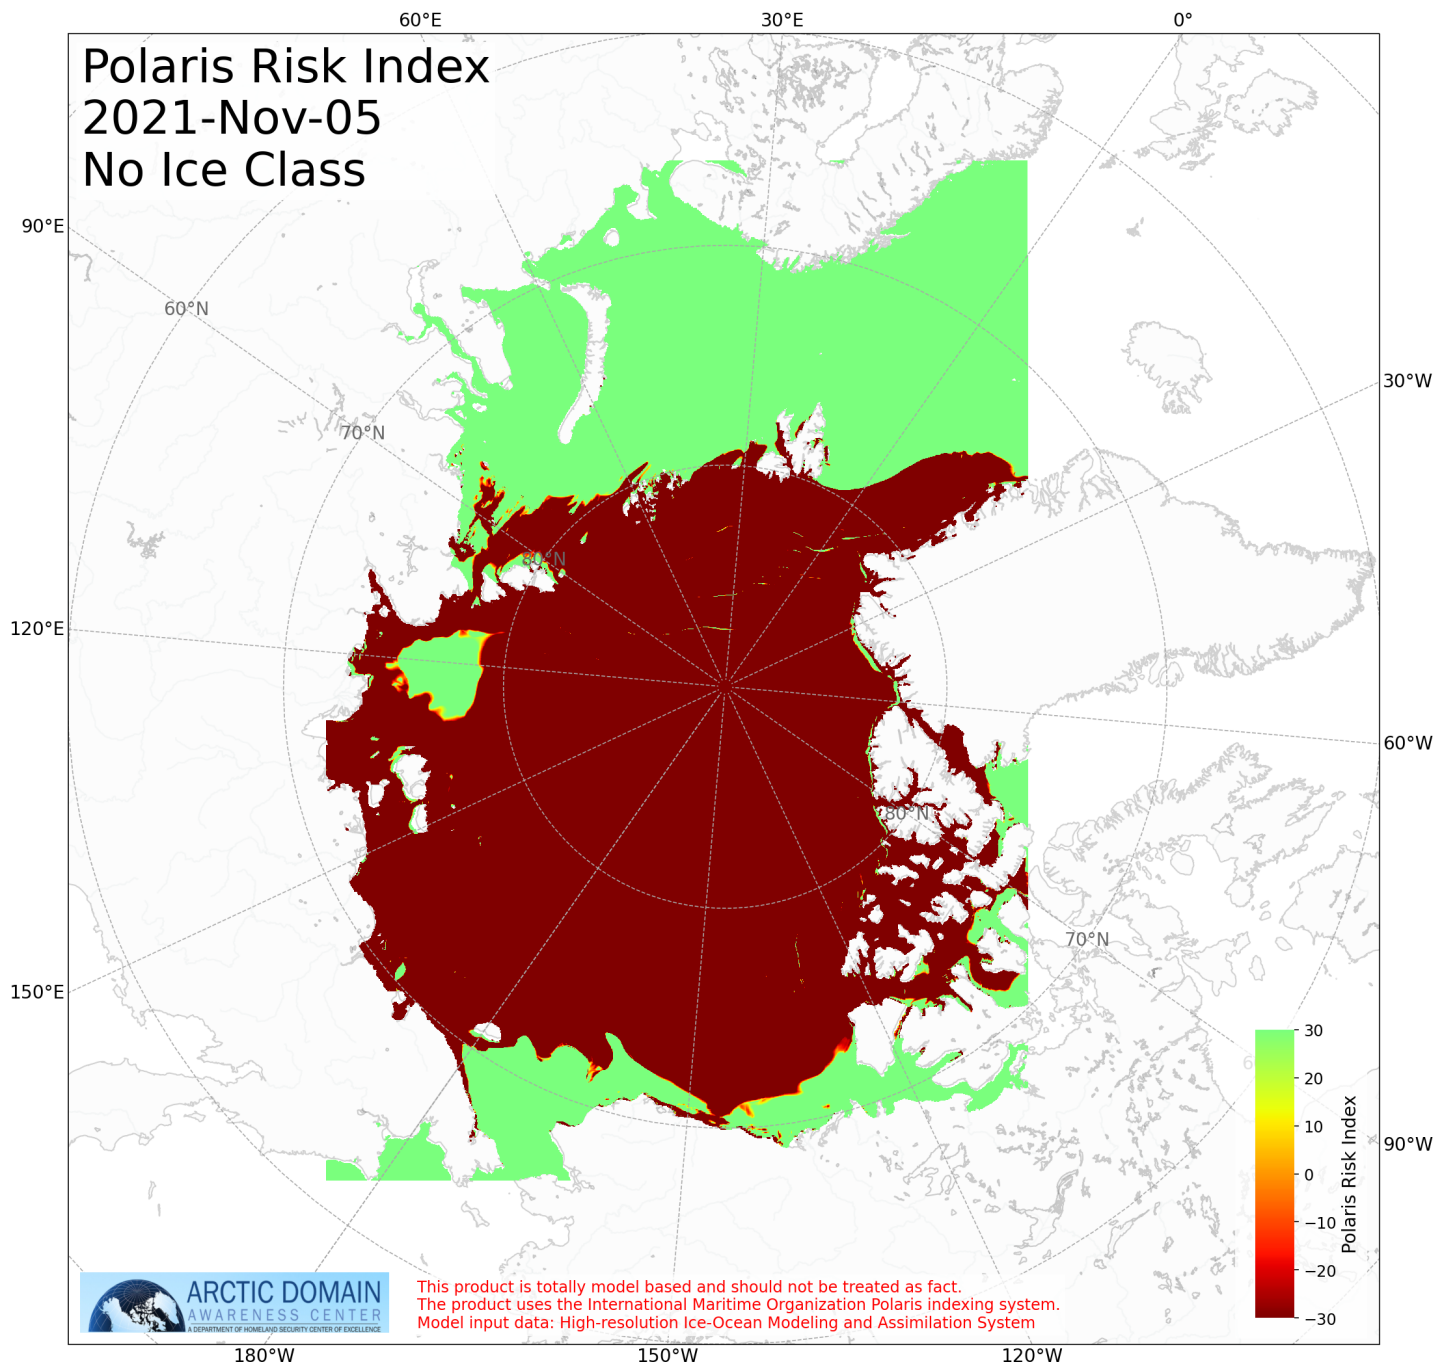 60°E
30°E
0°
Polaris Risk Index
2021-Nov-05
No Ice Class
90°E
60°N
30°W
70°N
80°N
120°E
60°W
80°N
70°N
150°E
30
20
10
0
−10
−20
−30
Polaris Risk Index
90°W
ARCTIC DOMAIN
AWARENESS CENTER
A DEPARTMENT OF HOMELAND SECURITY CENTER OF EXCELLENCE
This product is totally model based and should not be treated as fact.
The product uses the International Maritime Organization Polaris indexing system.
Model input data: High-resolution Ice-Ocean Modeling and Assimilation System
180°W
150°W
120°W